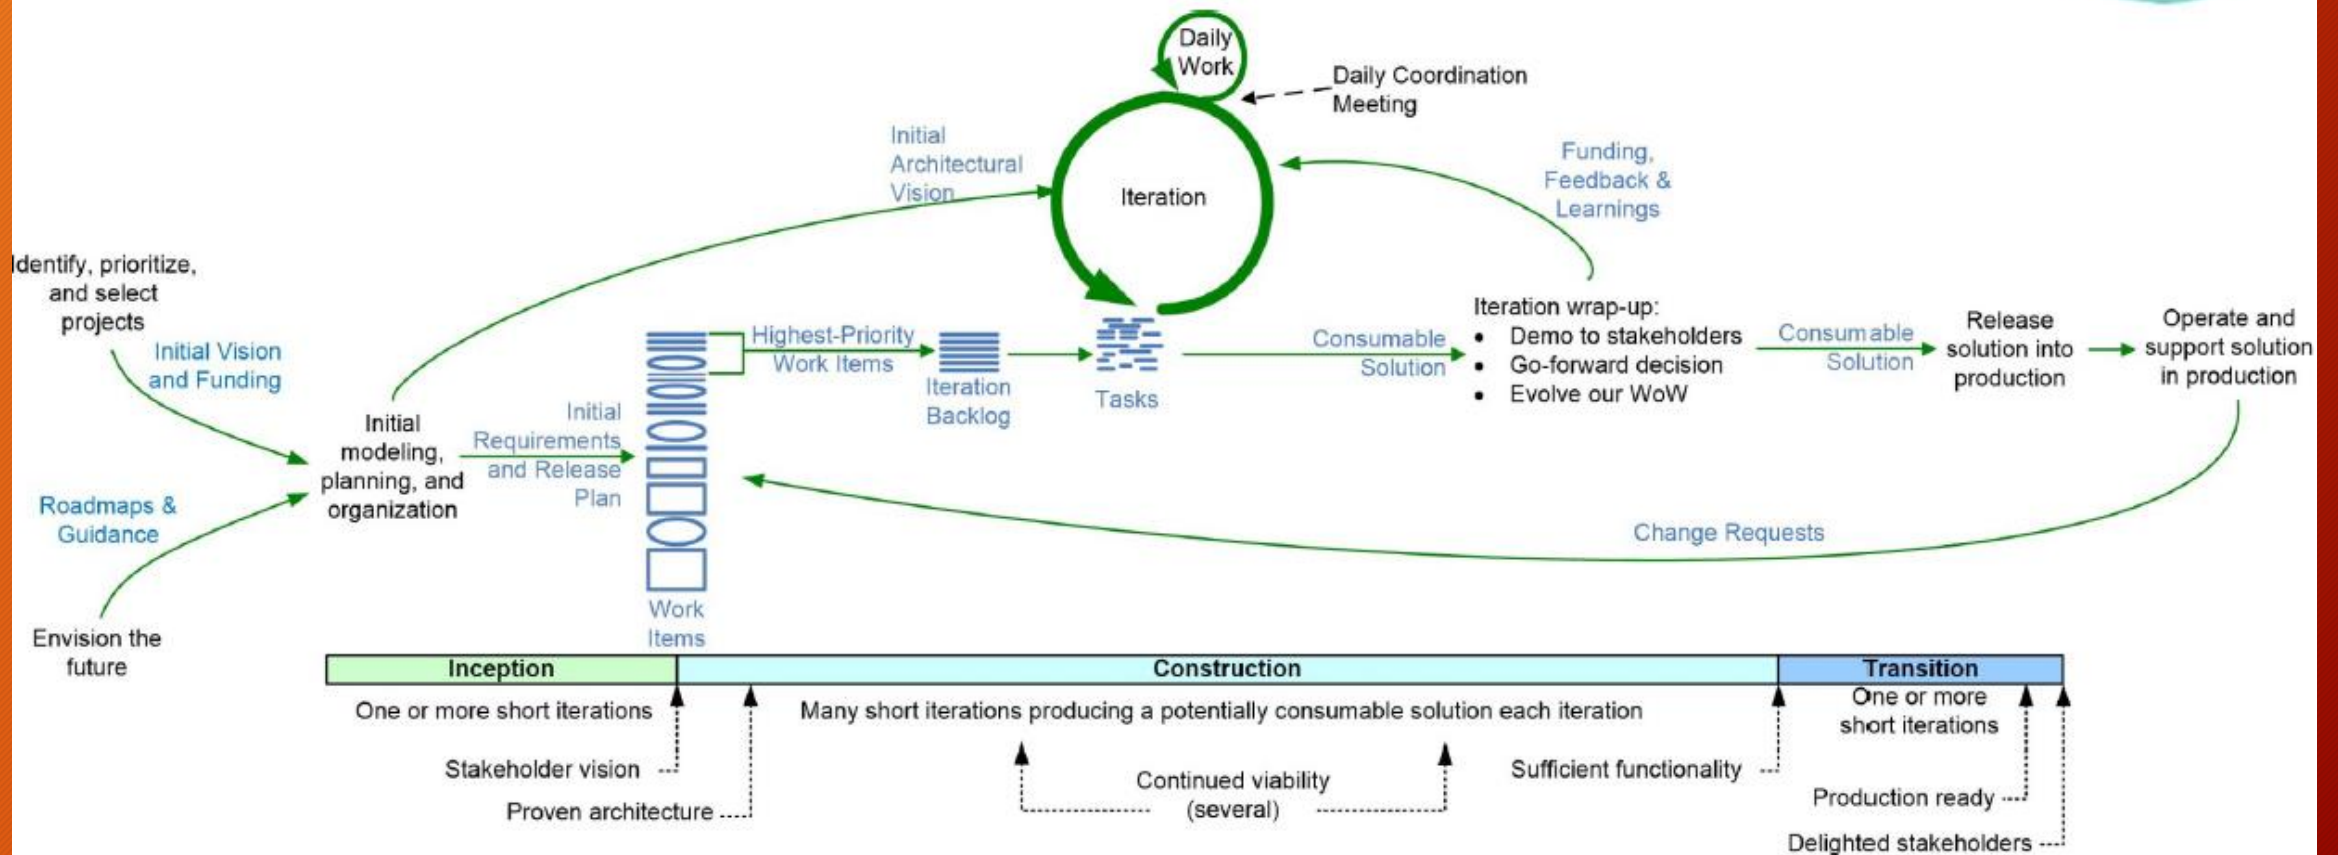 Daily
Work
Daily Coordination
Meeting
Initial
Architectural
Vision
Iteration
Funding,
Feedback &
Learnings
Identify, prioritize,
and select
projects
Initial Vision
and Funding
Roadmaps &
Guidance
Envision the
future
Initial
modeling,
planning, and
organization
Initial
Requirements
and Release
Plan
Work
Items
Highest-Priority
Work Items
Iteration
Backlog
Tasks
Consumable
Solution
Iteration wrap-up:
• Demo to stakeholders
• Go-forward decision
• Evolve our WoW
Consumable
Solution
Release
solution into
production
Operate and
support solution
in production
Change Requests
Inception
Construction
Transition
One or more short iterations
Many short iterations producing a potentially consumable solution each iteration
One or more
short iterations
Stakeholder vision
Proven architecture
Continued viability
(several)
Sufficient functionality
Production ready
Delighted stakeholders